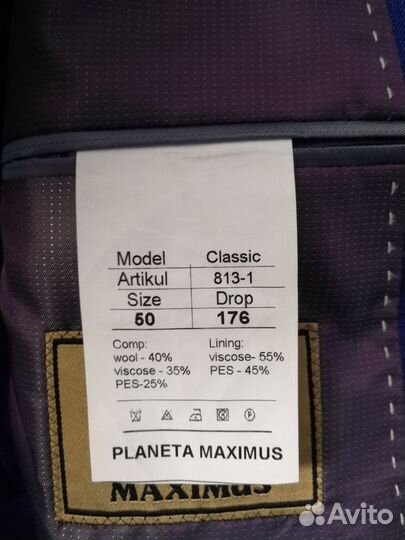 Model Classic
Artikul 813-1
Size Drop
50 176
Comp: Lining:
wool - 40% viscose- 55%
viscose - 35% PES - 45%
PES-25%
PLANETA MAXIMUS
MAXIMUS
Avito